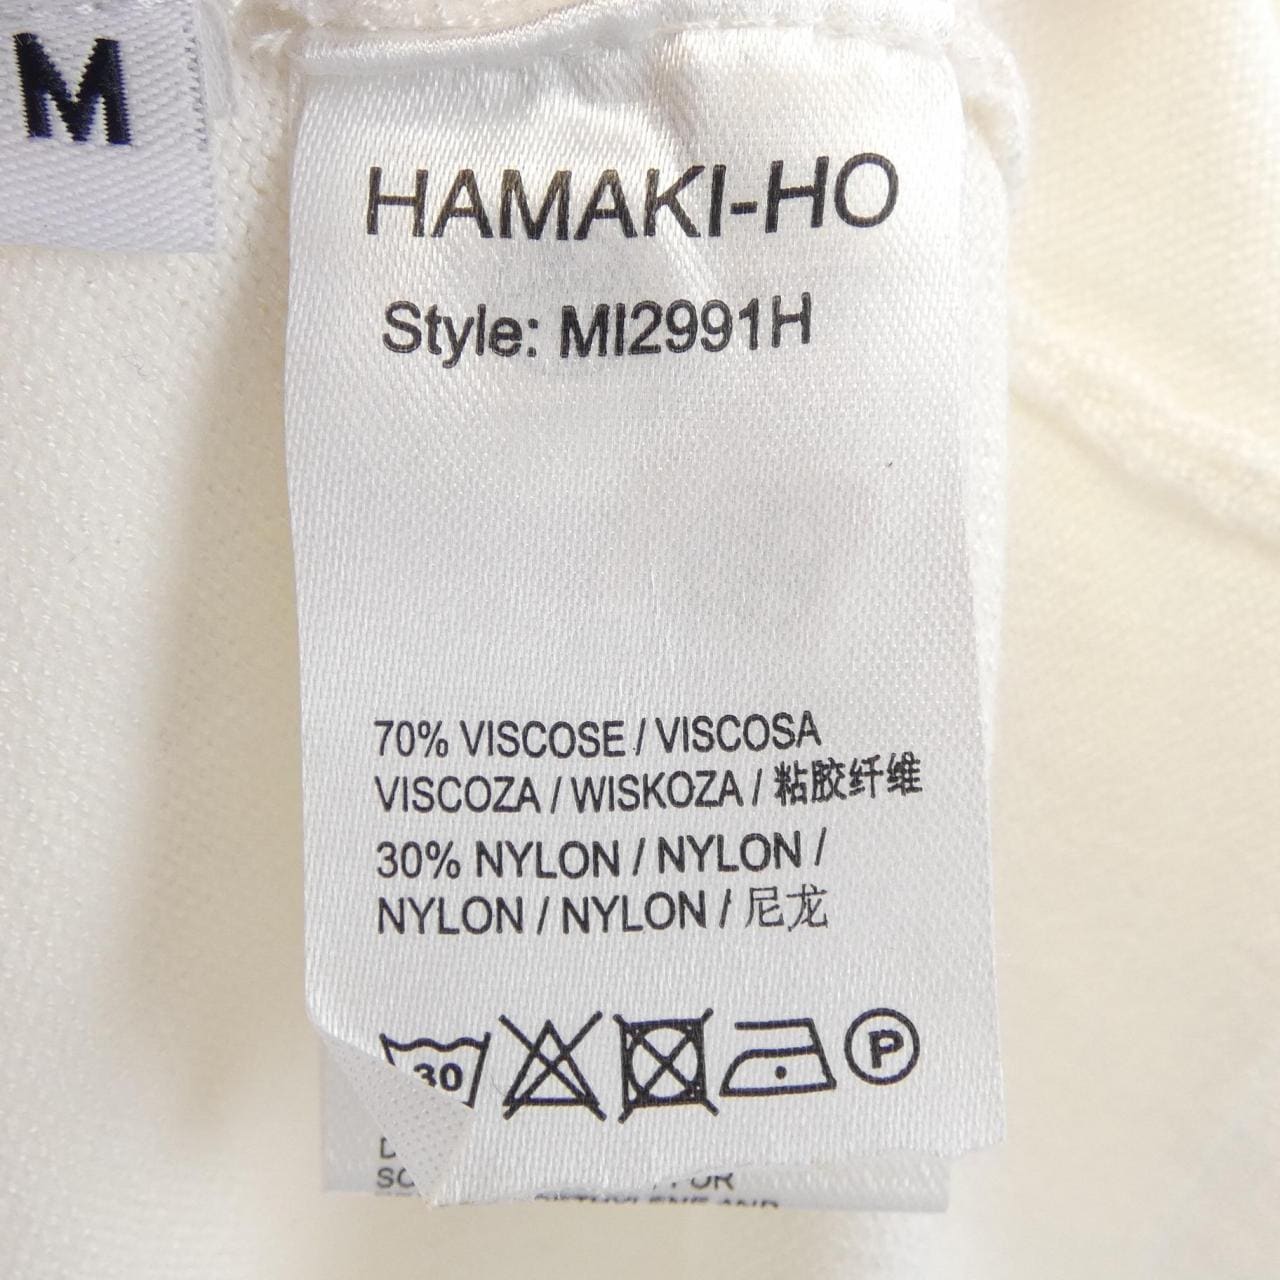 M
HAMAKI-HO
Style: MI2991H
70% VISCOSE / VISCOSA
VISCOZA / WISKOZA / 粘胶纤维
30% NYLON / NYLON /
NYLON / NYLON / 尼龙
30
P